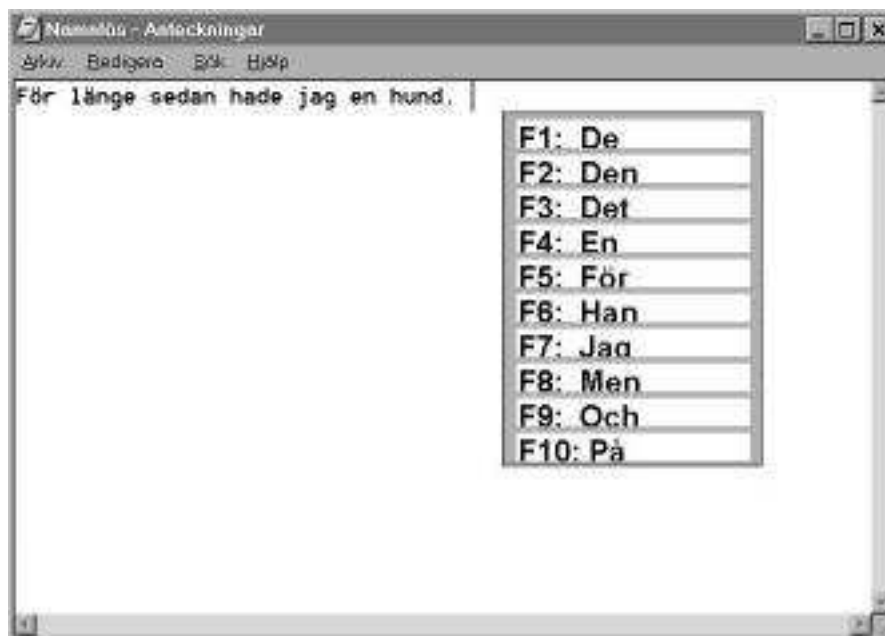 Namnlös - Anteckningar
Arkiv Redigera Sök Hjälp
För länge sedan hade jag en hund.
F1: De
F2: Den
F3: Det
F4: En
F5: För
F6: Han
F7: Jag
F8: Men
F9: Och
F10: På